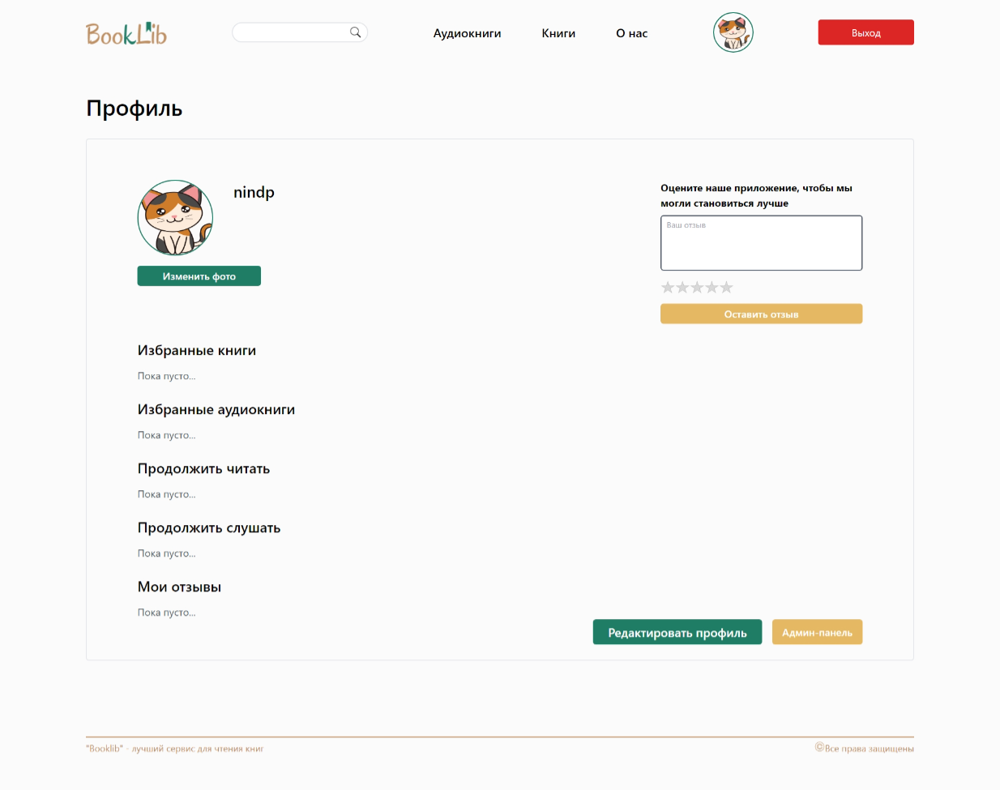 BookLib
Аудиокниги
Книги
О нас
Выход
Профиль
nindp
Изменить фото
Оцените наше приложение, чтобы мы
могли становиться лучше
Ваш отзыв
Оставить отзыв
Избранные книги
Пока пусто...
Избранные аудиокниги
Пока пусто...
Продолжить читать
Пока пусто...
Продолжить слушать
Пока пусто...
Мои отзывы
Пока пусто...
Редактировать профиль
Админ-панель
"Booklib" - лучший сервис для чтения книг
©Все права защищены